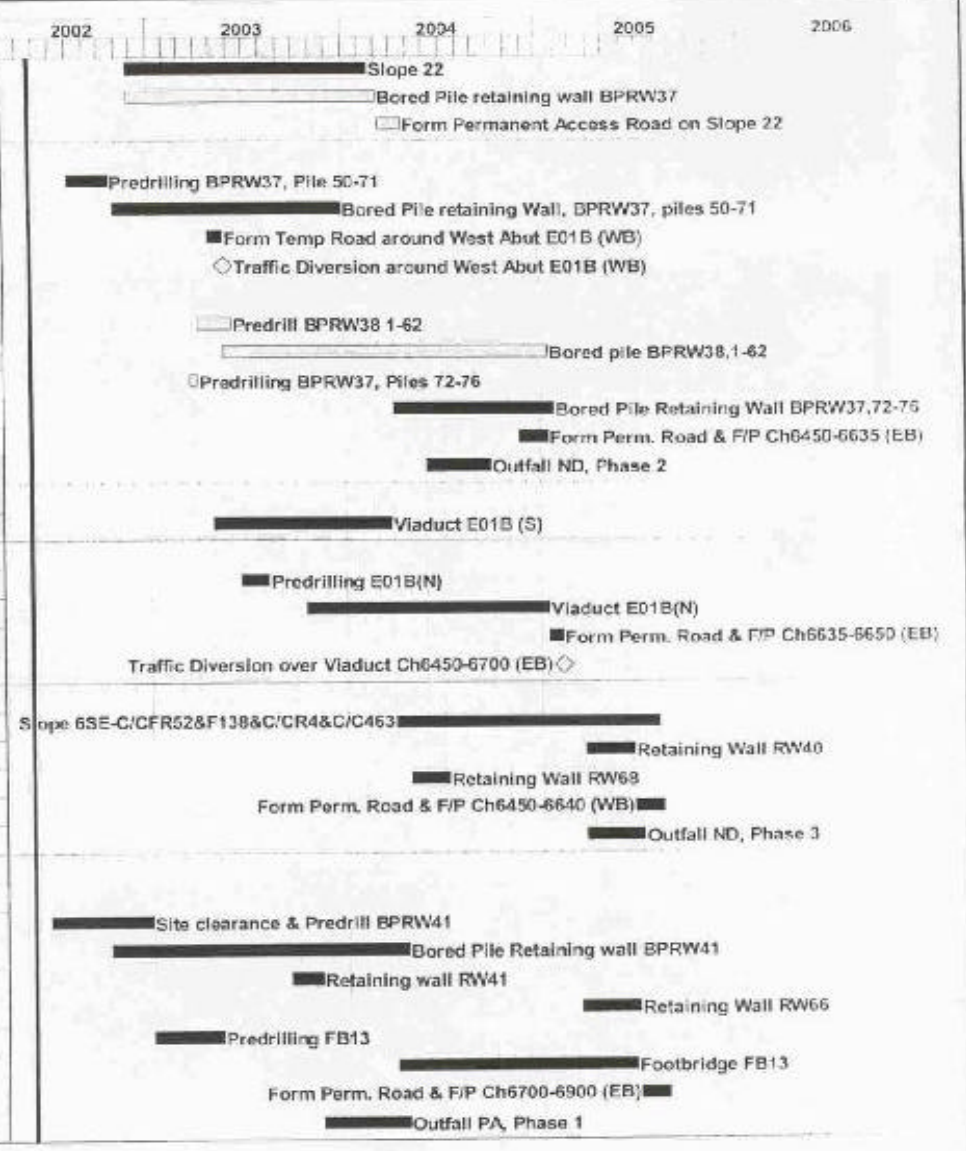 2002 2003 2004 2005 2006
Slope 22
Bored Pile retaining wall BPRW37
Form Permanent Access Road on Slope 22
Predrilling BPRW37, Pile 50-71
Bored Pile retaining Wall, BPRW37, piles 50-71
Form Temp Road around West Abut E01B (WB)
Traffic Diversion around West Abut E01B (WB)
Predrill BPRW38 1-62
Bored pile BPRW38,1-62
Predrilling BPRW37, Piles 72-76
Bored Pile Retaining Wall BPRW37,72-76
Form Perm. Road & F/P Ch6450-6635 (EB)
Outfall ND, Phase 2
Viaduct E01B (S)
Predrilling E01B(N)
Viaduct E01B(N)
Form Perm. Road & F/P Ch6635-6650 (EB)
Traffic Diversion over Viaduct Ch6450-6700 (EB)
Slope 6SE-C/CFR52&F138&C/CR4&C/C463
Retaining Wall RW40
Retaining Wall RW68
Form Perm. Road & F/P Ch6450-6640 (WB)
Outfall ND, Phase 3
Site clearance & Predrill BPRW41
Bored Pile Retaining wall BPRW41
Retaining wall RW41
Retaining Wall RW66
Predrilling FB13
Footbridge FB13
Form Perm. Road & F/P Ch6700-6900 (EB)
Outfall PA, Phase 1